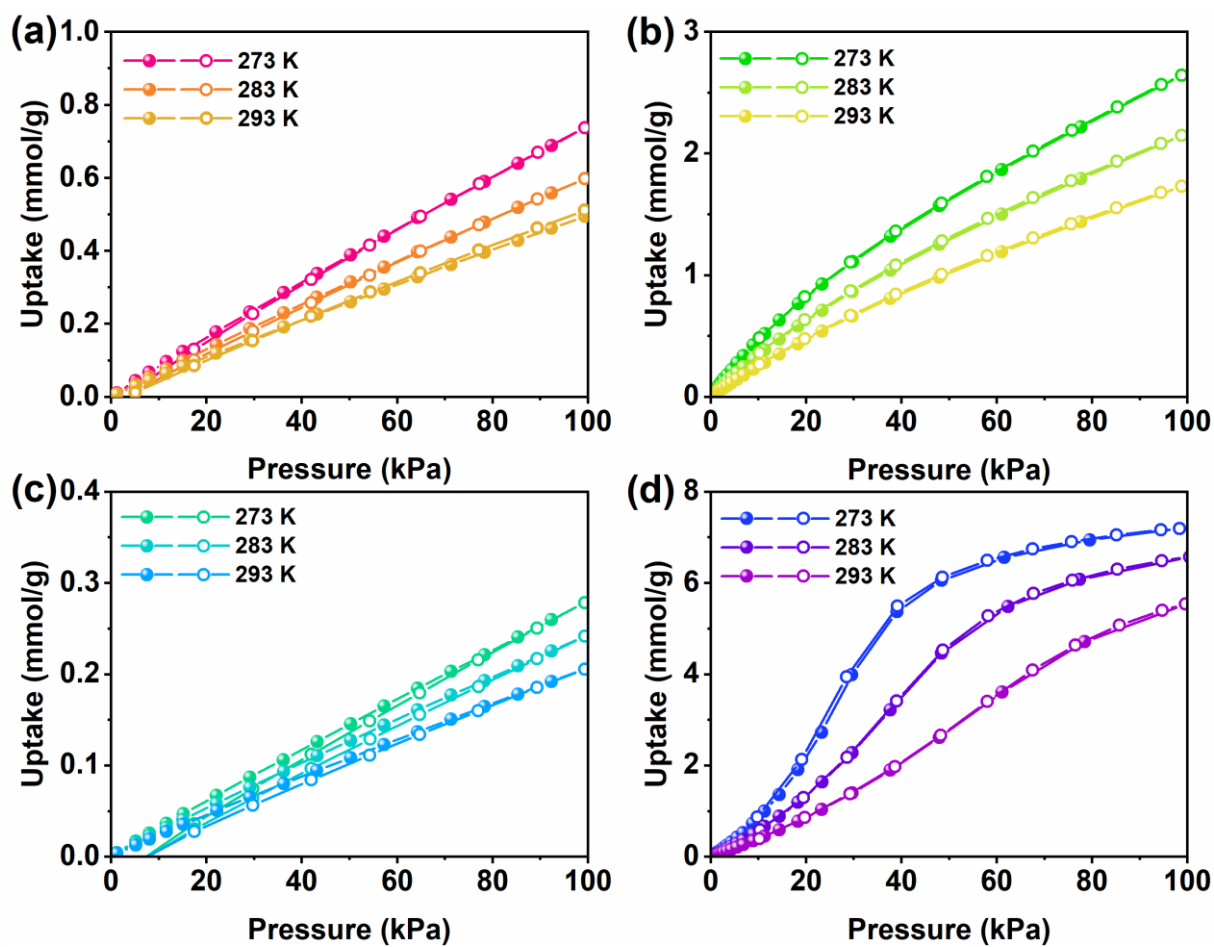 (a)
1.0
0.8
0.6
0.4
0.2
0.0
273 K
283 K
293 K
Uptake (mmol/g)
0 20 40 60 80 100
Pressure (kPa)
(b)
3
2
1
0
273 K
283 K
293 K
Uptake (mmol/g)
0 20 40 60 80 100
Pressure (kPa)
(c)
0.4
0.3
0.2
0.1
0.0
273 K
283 K
293 K
Uptake (mmol/g)
0 20 40 60 80 100
Pressure (kPa)
(d)
8
6
4
2
0
273 K
283 K
293 K
Uptake (mmol/g)
0 20 40 60 80 100
Pressure (kPa)